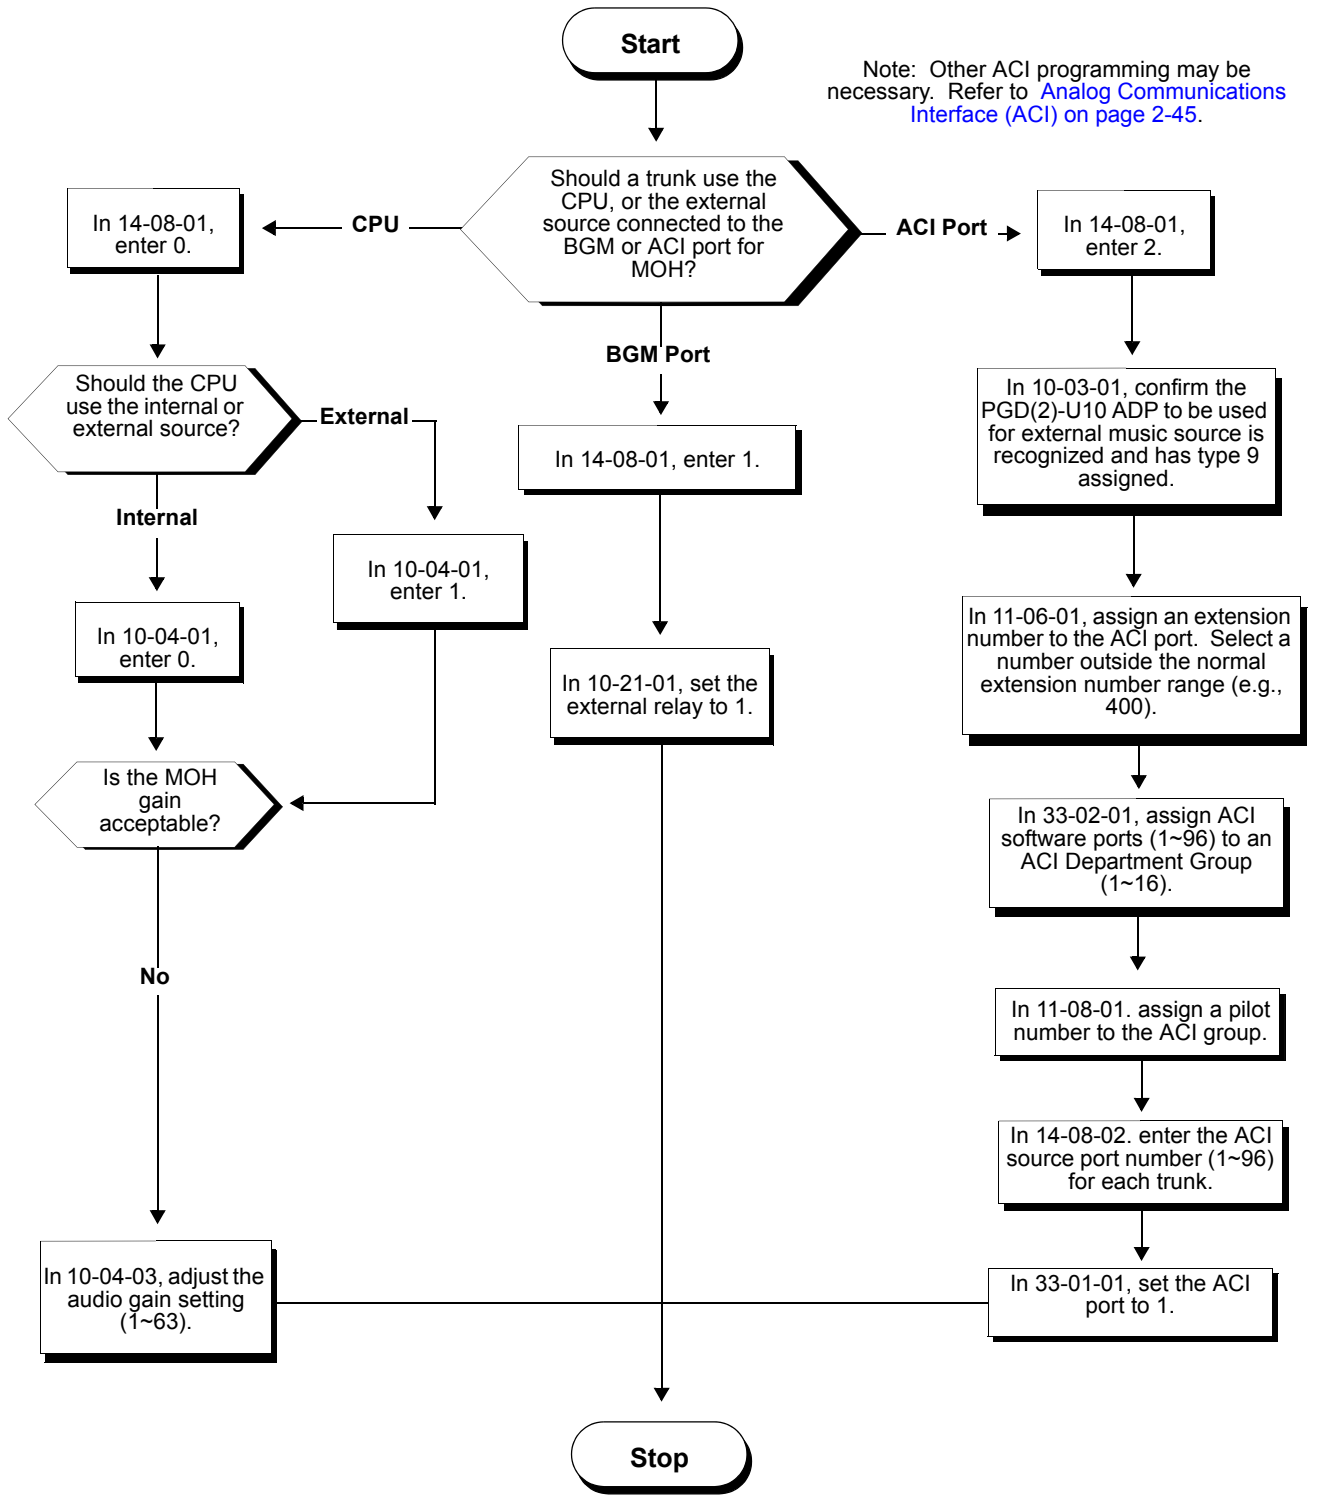 Start
Note:  Other ACI programming may be
necessary.  Refer to  Analog Communications
Interface (ACI) on page 2-45.
Should a trunk use the
CPU, or the external
source connected to the
BGM or ACI port for
MOH?
CPU
ACI Port
BGM Port
In 14-08-01,
enter 0.
Should the CPU
use the internal or
external source?
External
Internal
In 10-04-01,
enter 1.
In 10-04-01,
enter 0.
Is the MOH
gain
acceptable?
No
In 10-04-03, adjust the
audio gain setting
(1~63).
In 14-08-01, enter 1.
In 10-21-01, set the
external relay to 1.
In 14-08-01,
enter 2.
In 10-03-01, confirm the
PGD(2)-U10 ADP to be used
for external music source is
recognized and has type 9
assigned.
In 11-06-01, assign an extension
number to the ACI port.  Select a
number outside the normal
extension number range (e.g.,
400).
In 33-02-01, assign ACI
software ports (1~96) to an
ACI Department Group
(1~16).
In 11-08-01. assign a pilot
number to the ACI group.
In 14-08-02. enter the ACI
source port number (1~96)
for each trunk.
In 33-01-01, set the ACI
port to 1.
Stop